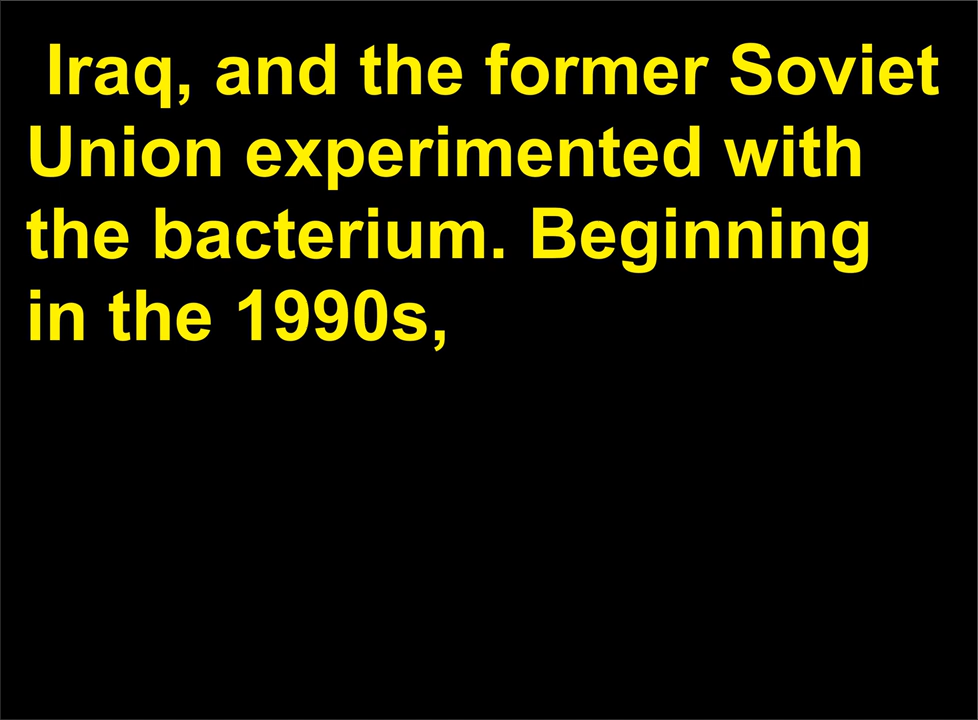 Iraq, and the former Soviet
Union experimented with
the bacterium. Beginning
in the 1990s,